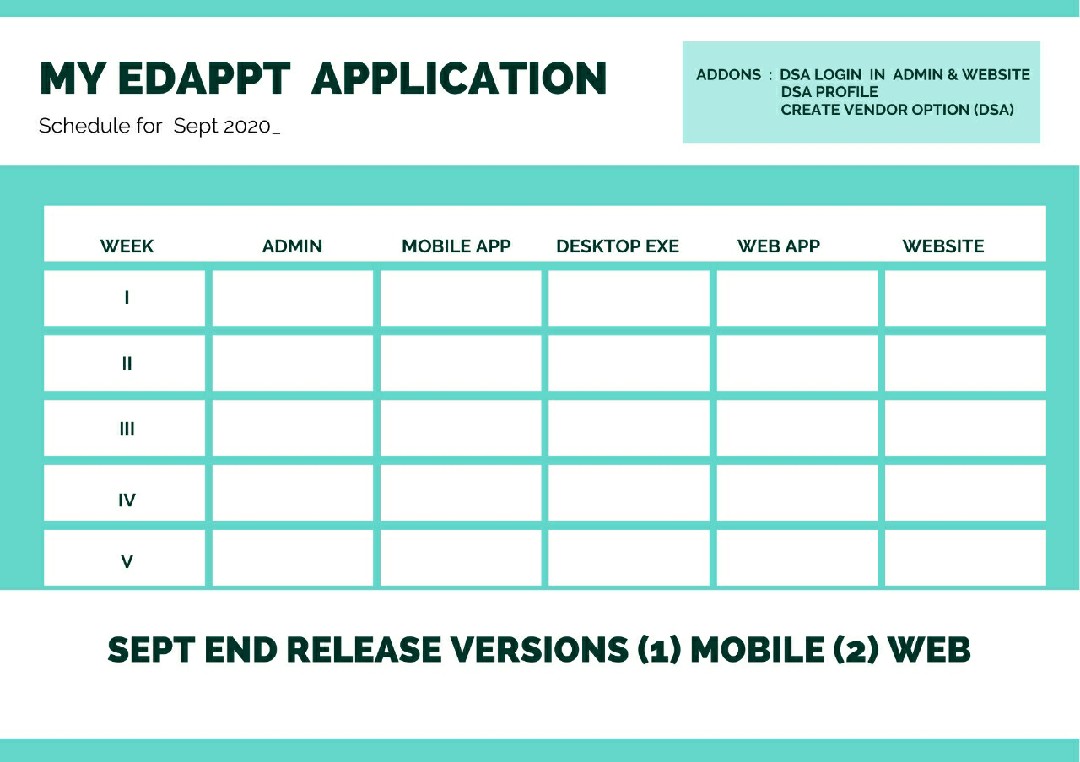 MY EDAPPT APPLICATION
Schedule for Sept 2020_
ADDONS : DSA LOGIN IN ADMIN & WEBSITE
DSA PROFILE
CREATE VENDOR OPTION (DSA)
WEEK ADMIN MOBILE APP DESKTOP EXE WEB APP WEBSITE
I
II
III
IV
V
SEPT END RELEASE VERSIONS (1) MOBILE (2) WEB